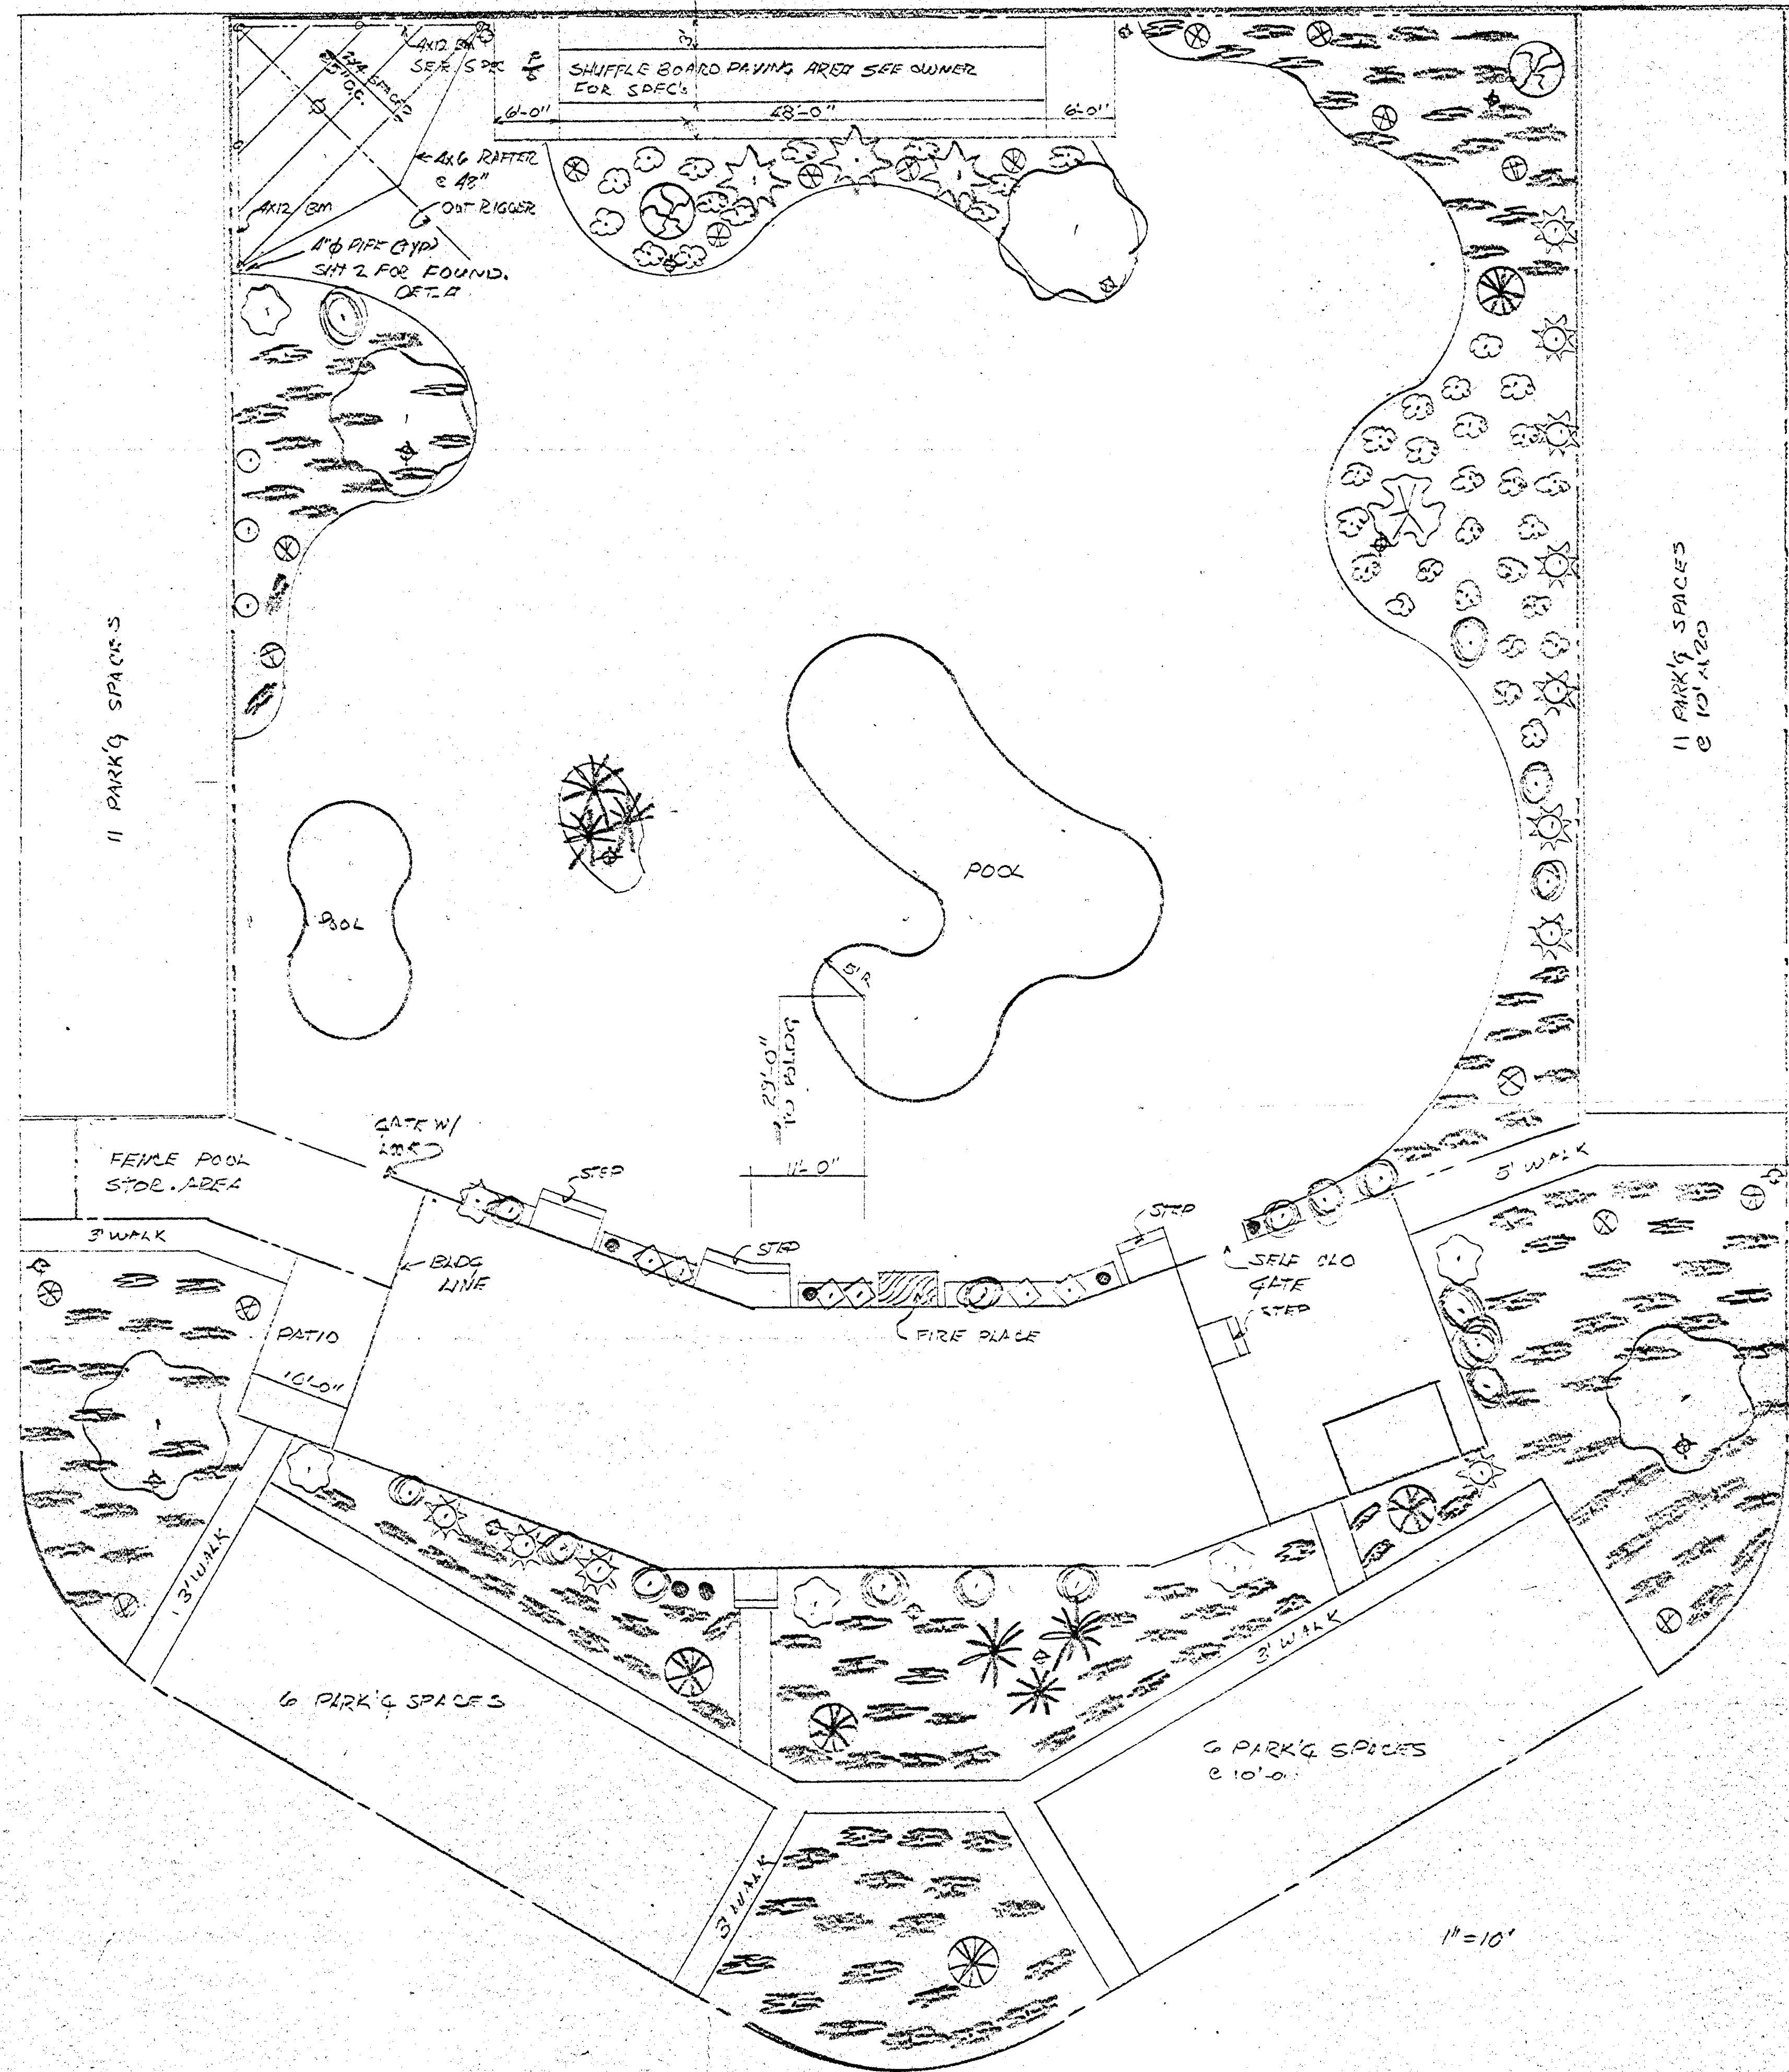 4X12 BM
SEE SPEC
2X4 SPACED
O.C.
SHUFFLE BOARD PAVING AREA SEE OWNER
FOR SPEC'S
6'-0"
48'-0"
6'-0"
4X6 RAFTER
@ 48"
OUT RIGGER
4X12 BM
4"ϕ PIPE (TYP)
SHT 2 FOR FOUND.
DET. A
11 PARK'G SPACES
11 PARK'G SPACES
@ 10' X 20
POOL
POOL
5'R
29'-0"
TO BLDG
11'-0"
GATE W/
LOCK
FENCE POOL
STOR. AREA
STEP
STEP
STEP
5' WALK
3' WALK
BLDG
LINE
SELF CLO
GATE
STEP
FIRE PLACE
PATIO
10'-0"
3' WALK
3' WALK
6 PARK'G SPACES
6 PARK'G SPACES
@ 10'-0"
3' WALK
1"=10'